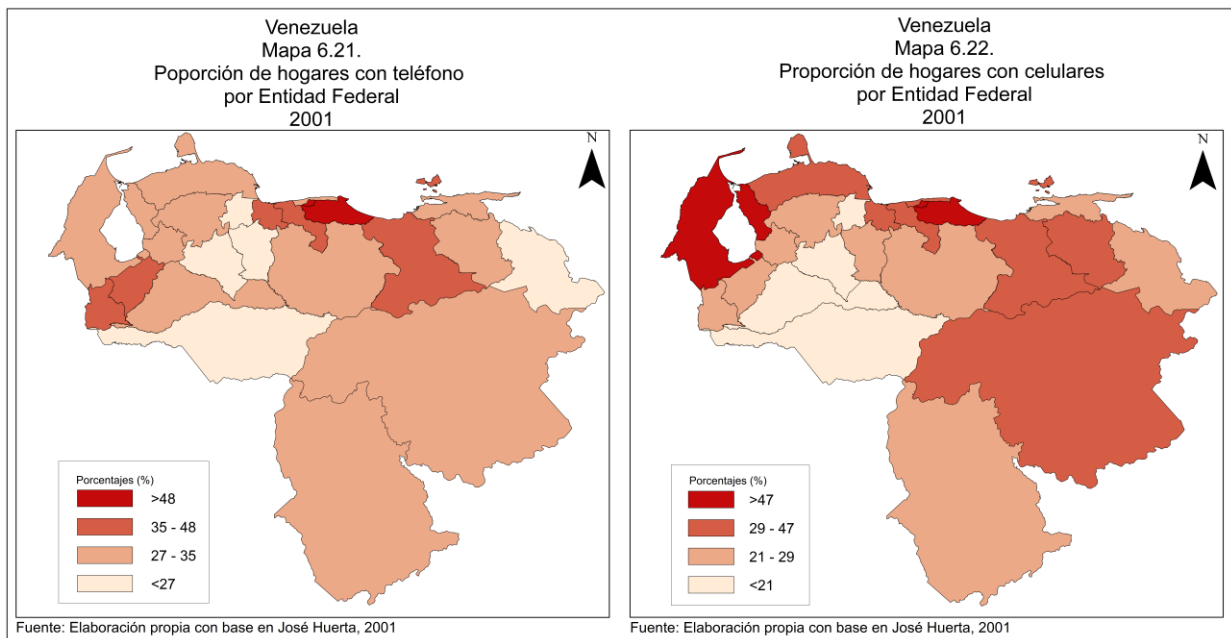 Venezuela
Mapa 6.21.
Poporción de hogares con teléfono
por Entidad Federal
2001
N
Porcentajes (%)
>48
35 - 48
27 - 35
<27
Fuente: Elaboración propia con base en José Huerta, 2001
Venezuela
Mapa 6.22.
Proporción de hogares con celulares
por Entidad Federal
2001
N
Porcentajes (%)
>47
29 - 47
21 - 29
<21
Fuente: Elaboración propia con base en José Huerta, 2001